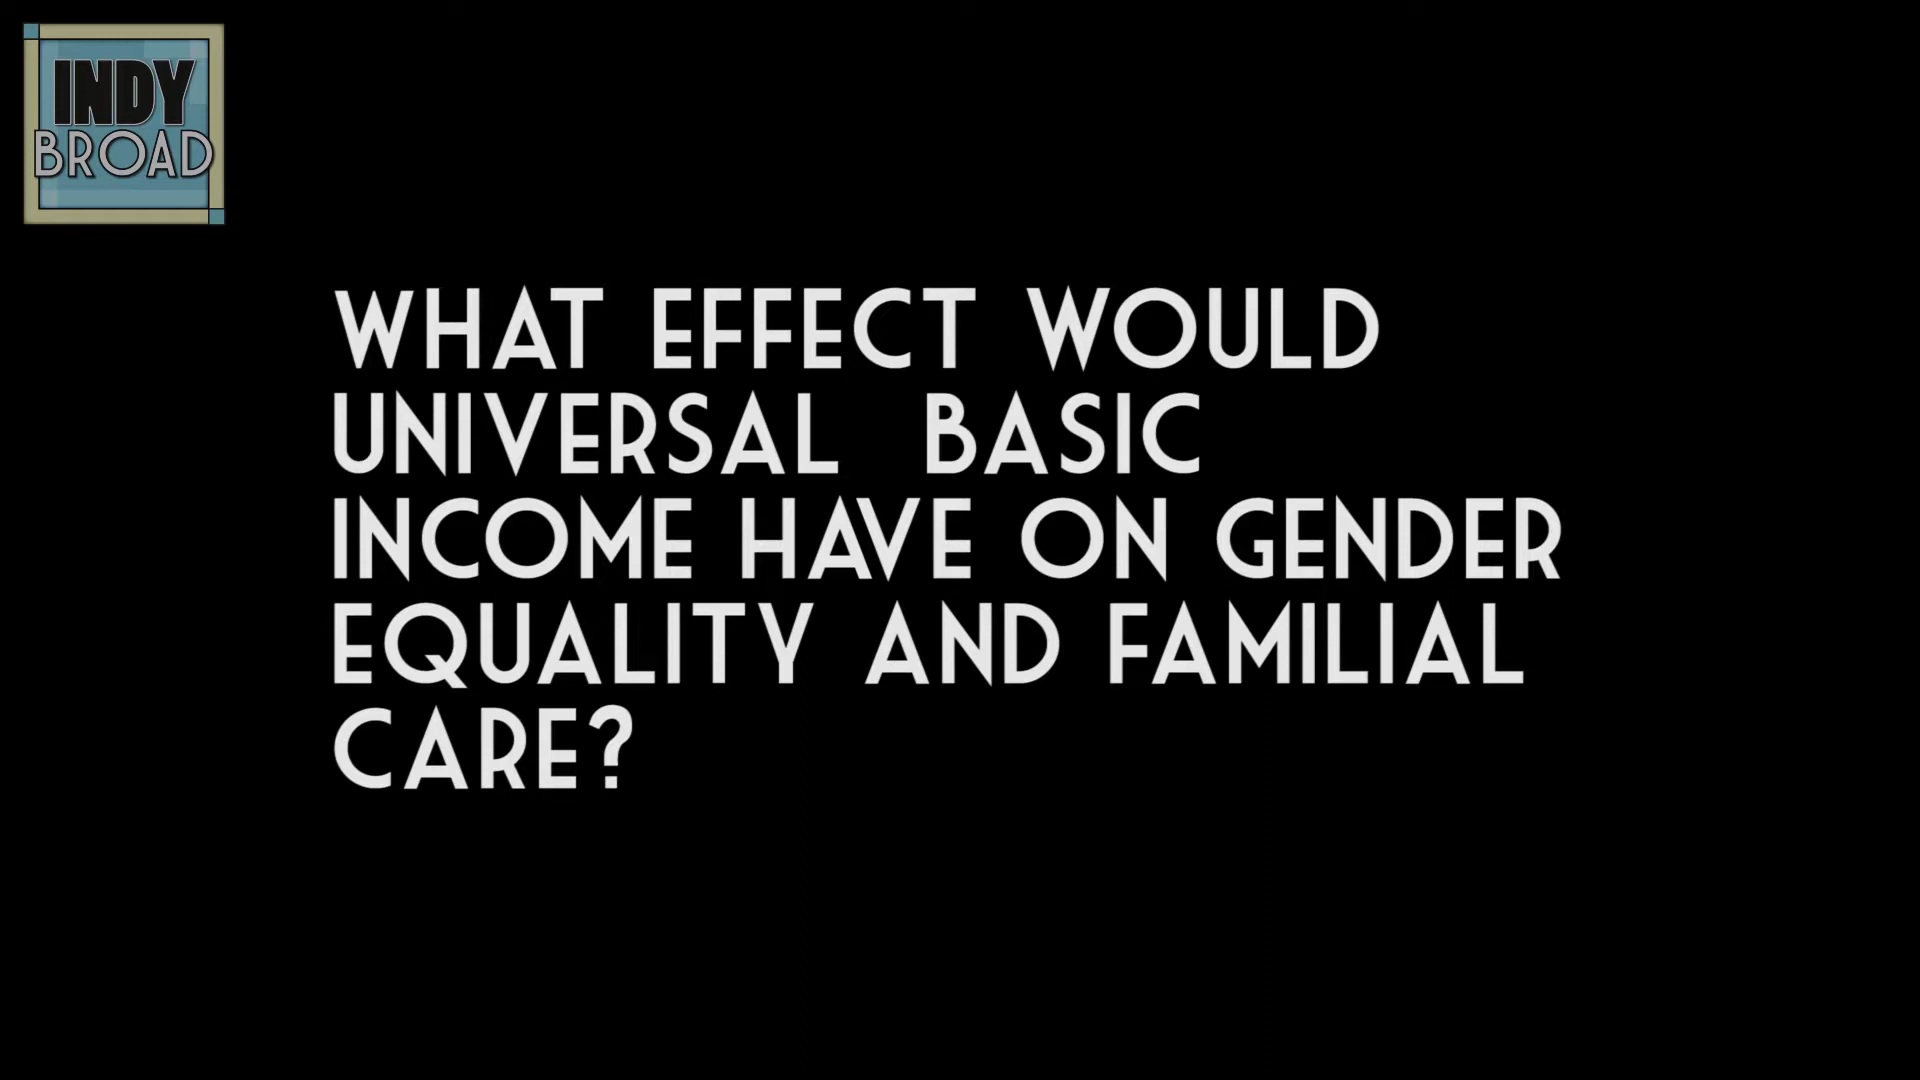 INDY
BROAD
WHAT EFFECT WOULD
UNIVERSAL BASIC
INCOME HAVE ON GENDER
EQUALITY AND FAMILIAL
CARE?